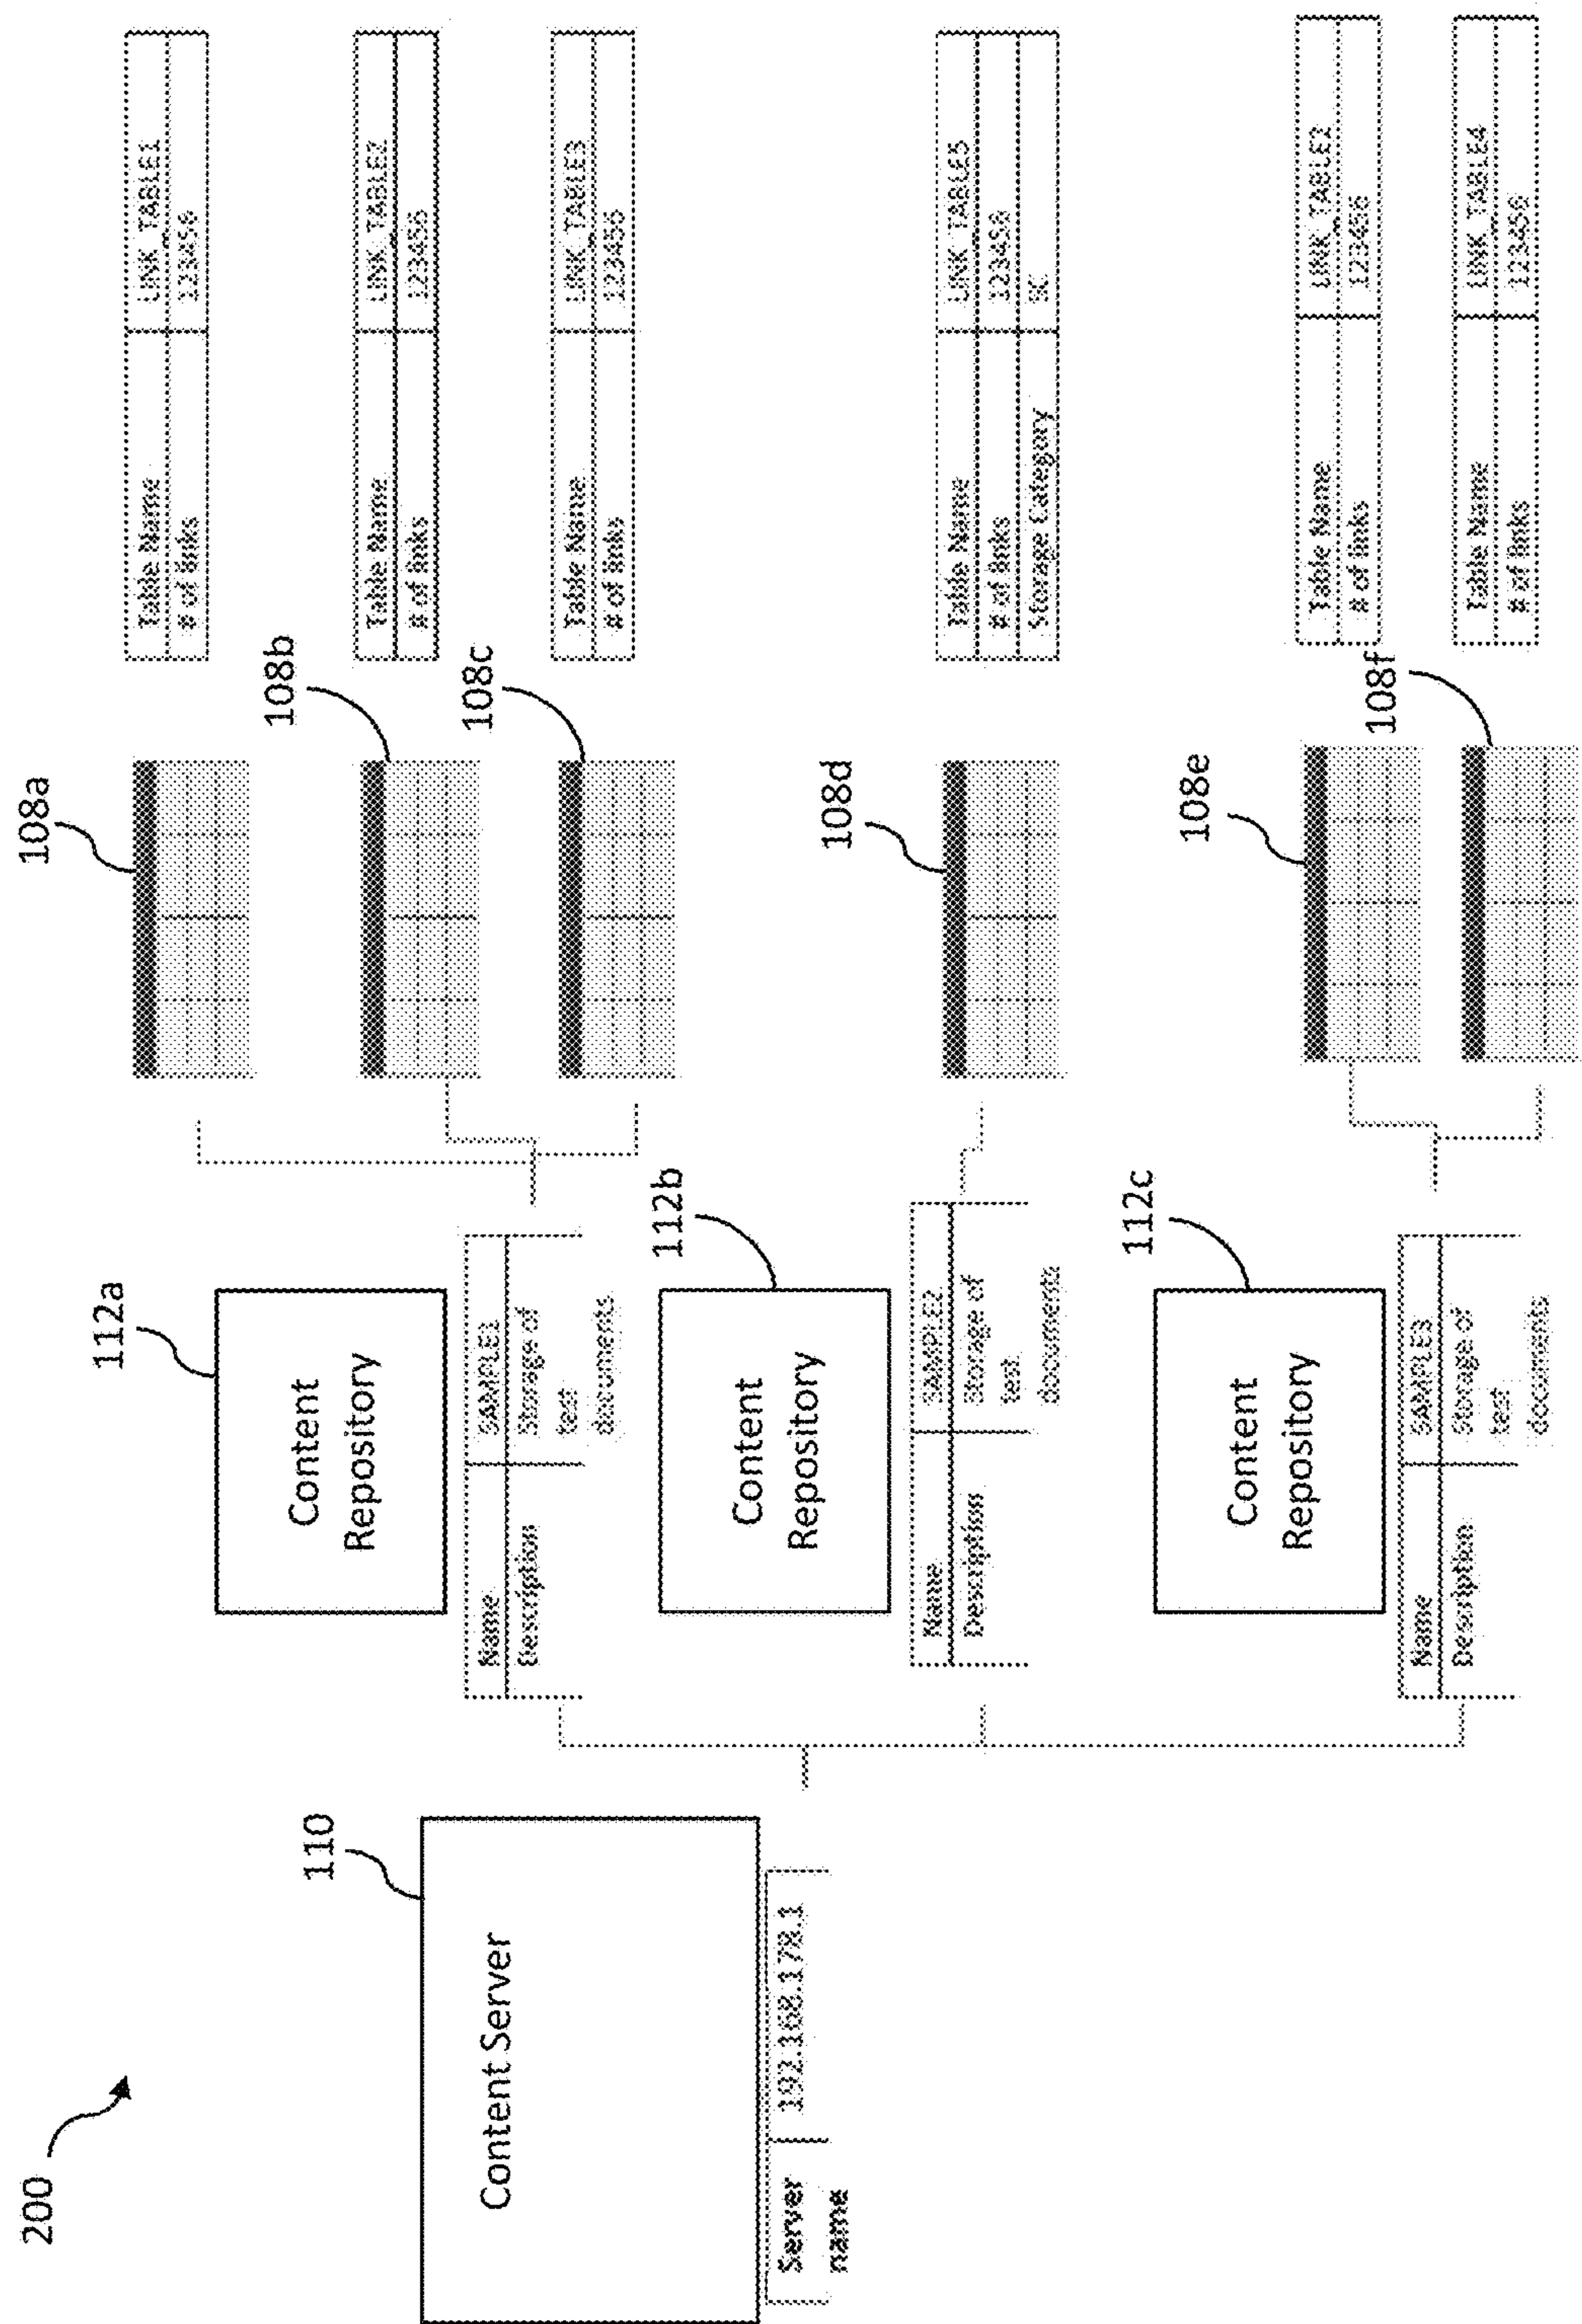 200
110
Content Server
Server name 192.168.178.1
112a
Content
Repository
Name SAMPLE1
Description Storage of
test
documents
112b
Content
Repository
Name SAMPLE2
Description Storage of
test
documents
112c
Content
Repository
Name SAMPLE3
Description Storage of
test
documents
108a
Table Name LINK_TABLE1
# of links 123456
108b
Table Name LINK_TABLE2
# of links 123456
108c
Table Name LINK_TABLE3
# of links 123456
108d
Table Name LINK_TABLE5
# of links 123456
Storage Category SC
108e
Table Name LINK_TABLE2
# of links 123456
108f
Table Name LINK_TABLE4
# of links 123456